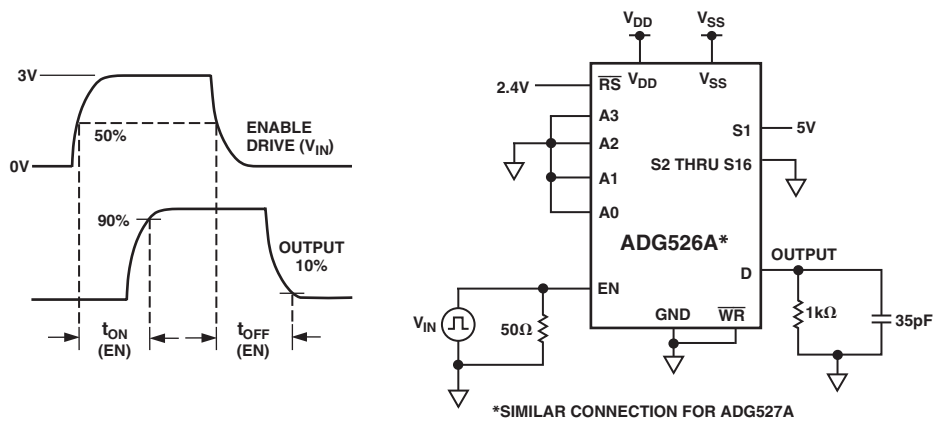 3V
50%
0V
ENABLE
DRIVE (VIN)
90%
OUTPUT
10%
tON
(EN)
tOFF
(EN)
VDD
VSS
2.4V
RS
VDD
VSS
A3
A2
A1
A0
S1
5V
S2 THRU S16
ADG526A*
OUTPUT
D
EN
VIN
50Ω
GND
WR
1kΩ
35pF
*SIMILAR CONNECTION FOR ADG527A